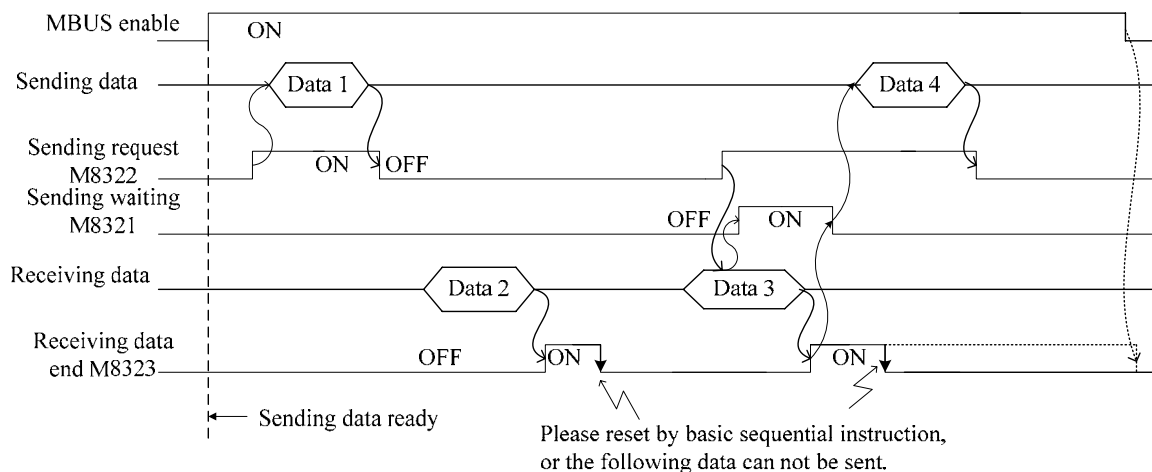 MBUS enable
ON
Sending data
Data 1
Data 4
Sending request
M8322
ON
OFF
Sending waiting
M8321
OFF
ON
Receiving data
Data 2
Data 3
Receiving data
end M8323
OFF
ON
ON
Sending data ready
Please reset by basic sequential instruction,
or the following data can not be sent.